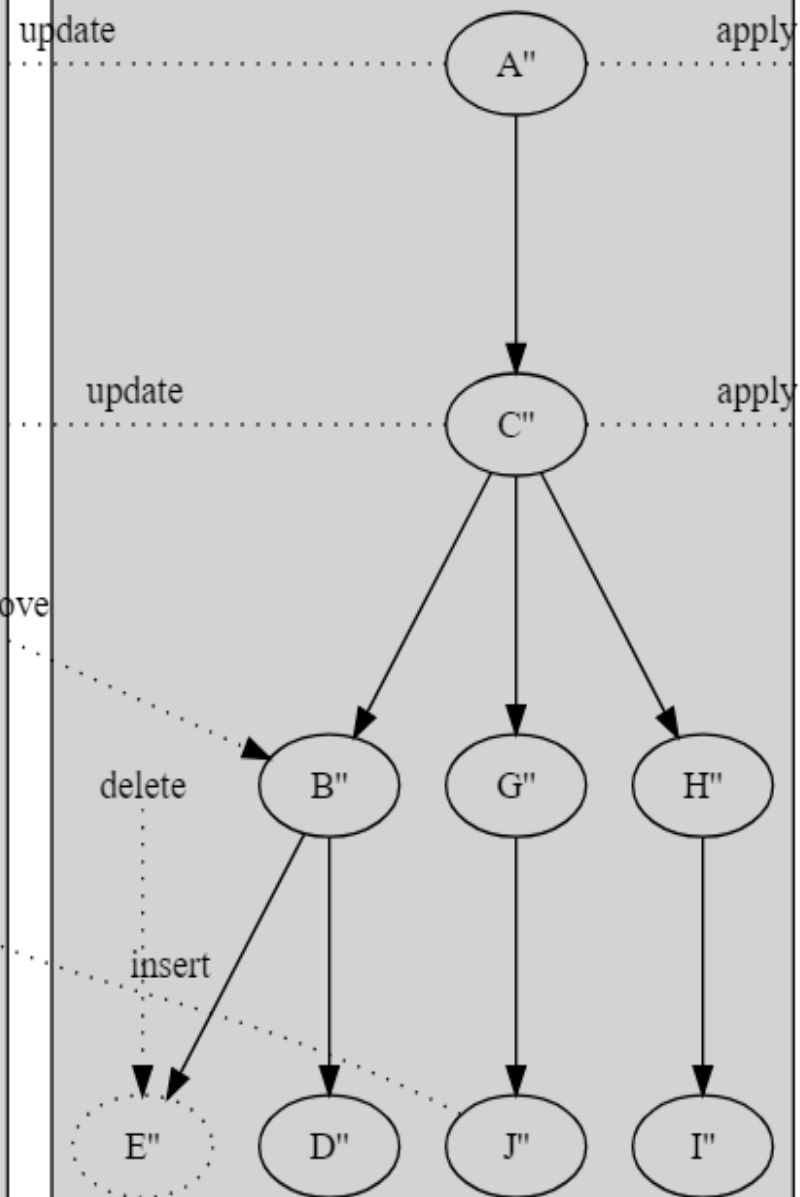 update
apply
A"
update
apply
C"
ove
delete
B"
G"
H"
insert
E"
D"
J"
I"